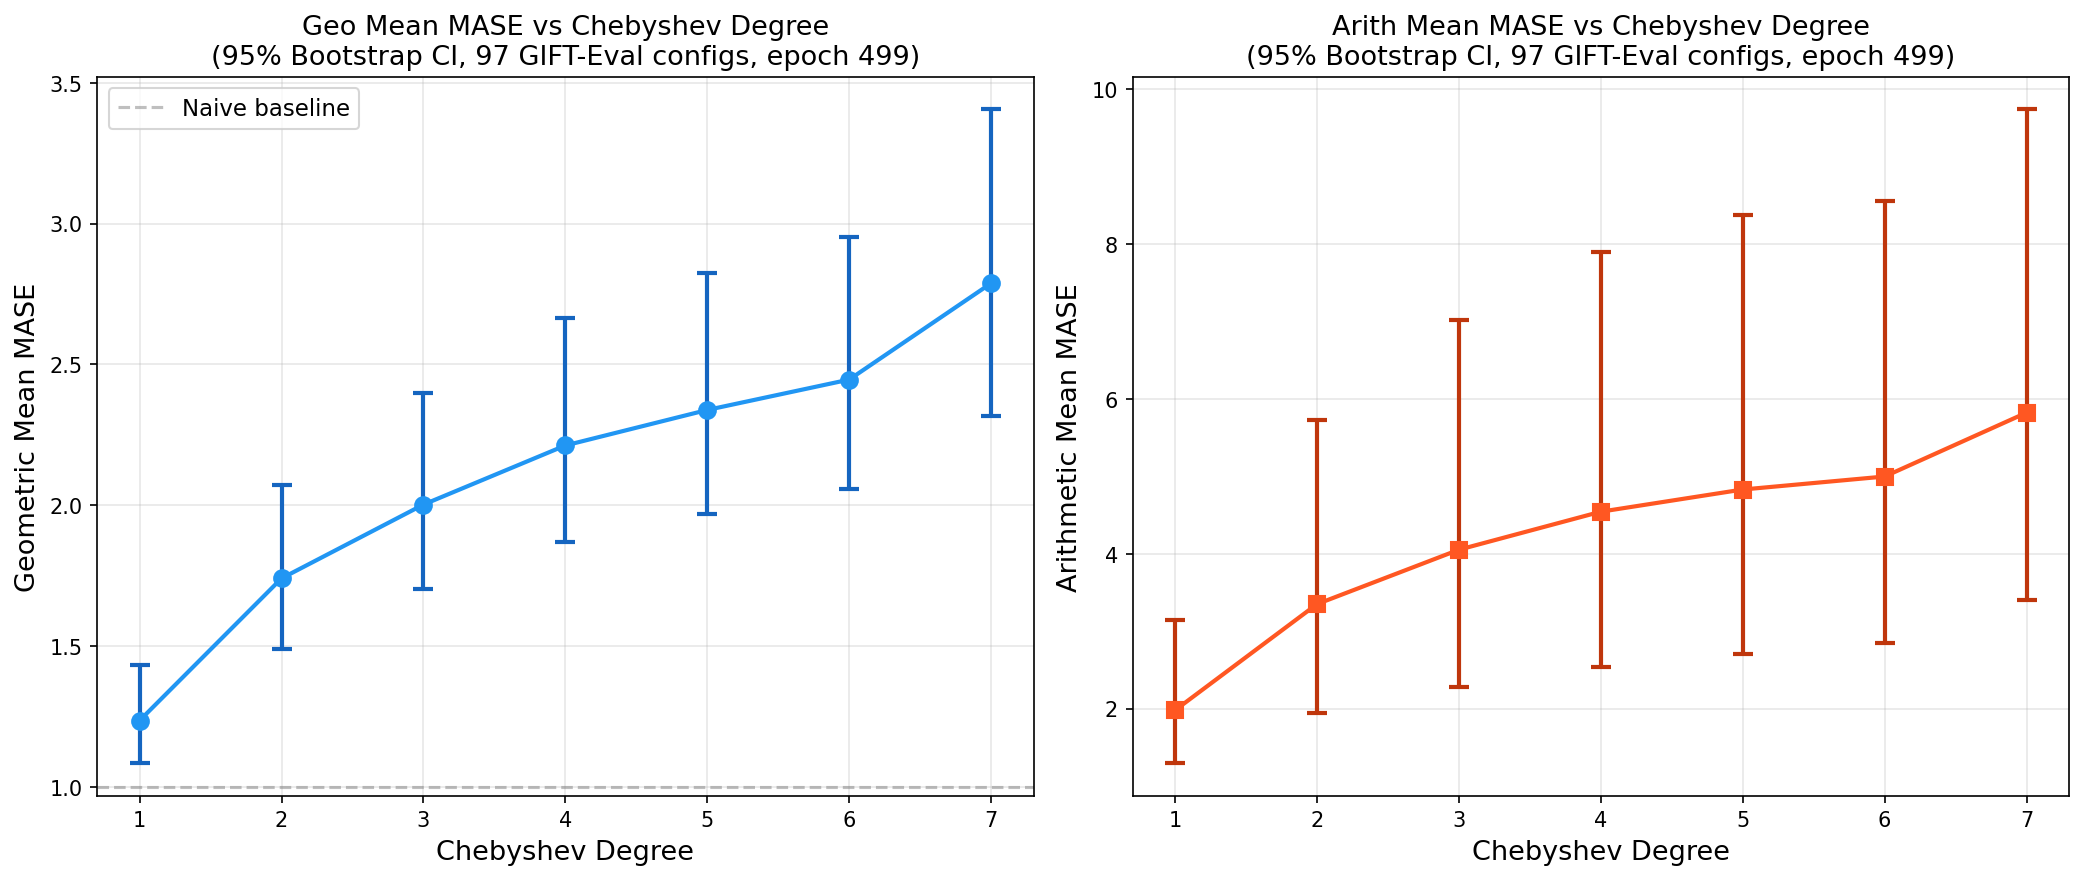 Geo Mean MASE vs Chebyshev Degree
(95% Bootstrap CI, 97 GIFT-Eval configs, epoch 499)
Naive baseline
Geometric Mean MASE
3.5
3.0
2.5
2.0
1.5
1.0
1 2 3 4 5 6 7
Chebyshev Degree
Arith Mean MASE vs Chebyshev Degree
(95% Bootstrap CI, 97 GIFT-Eval configs, epoch 499)
Arithmetic Mean MASE
10
8
6
4
2
1 2 3 4 5 6 7
Chebyshev Degree